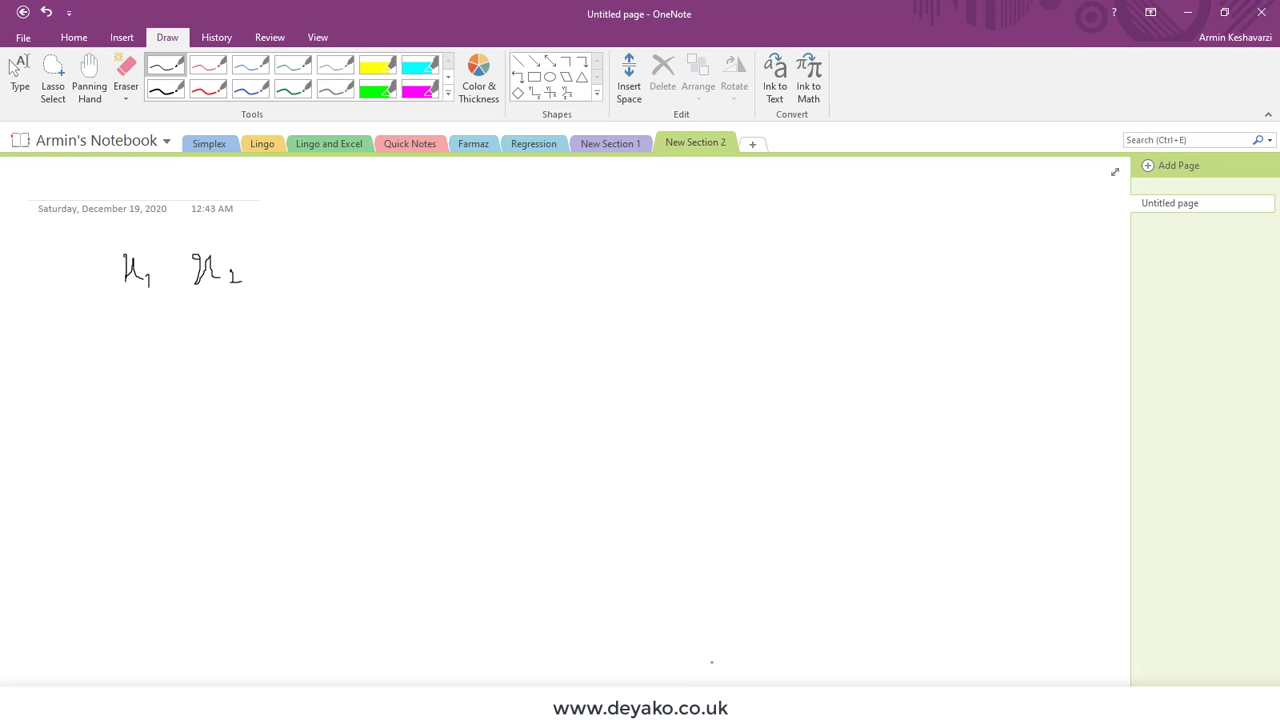 Untitled page - OneNote
?
File Home Insert Draw History Review View
Armin Keshavarzi
Type
Lasso Select
Panning Hand
Eraser
Color & Thickness
Insert Space
Delete
Arrange
Rotate
Ink to Text
Ink to Math
Tools
Shapes
Edit
Convert
Armin's Notebook
Simplex
Lingo
Lingo and Excel
Quick Notes
Farmaz
Regression
New Section 1
New Section 2
Search (Ctrl+E)
Add Page
Untitled page
Saturday, December 19, 2020 12:43 AM
x₁ x₂
www.deyako.co.uk